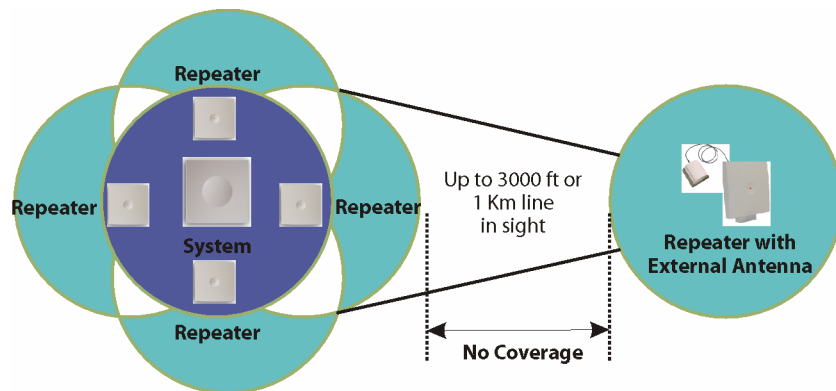 Repeater
Repeater
System
Repeater
Repeater
Up to 3000 ft or
1 Km line
in sight
No Coverage
Repeater with
External Antenna